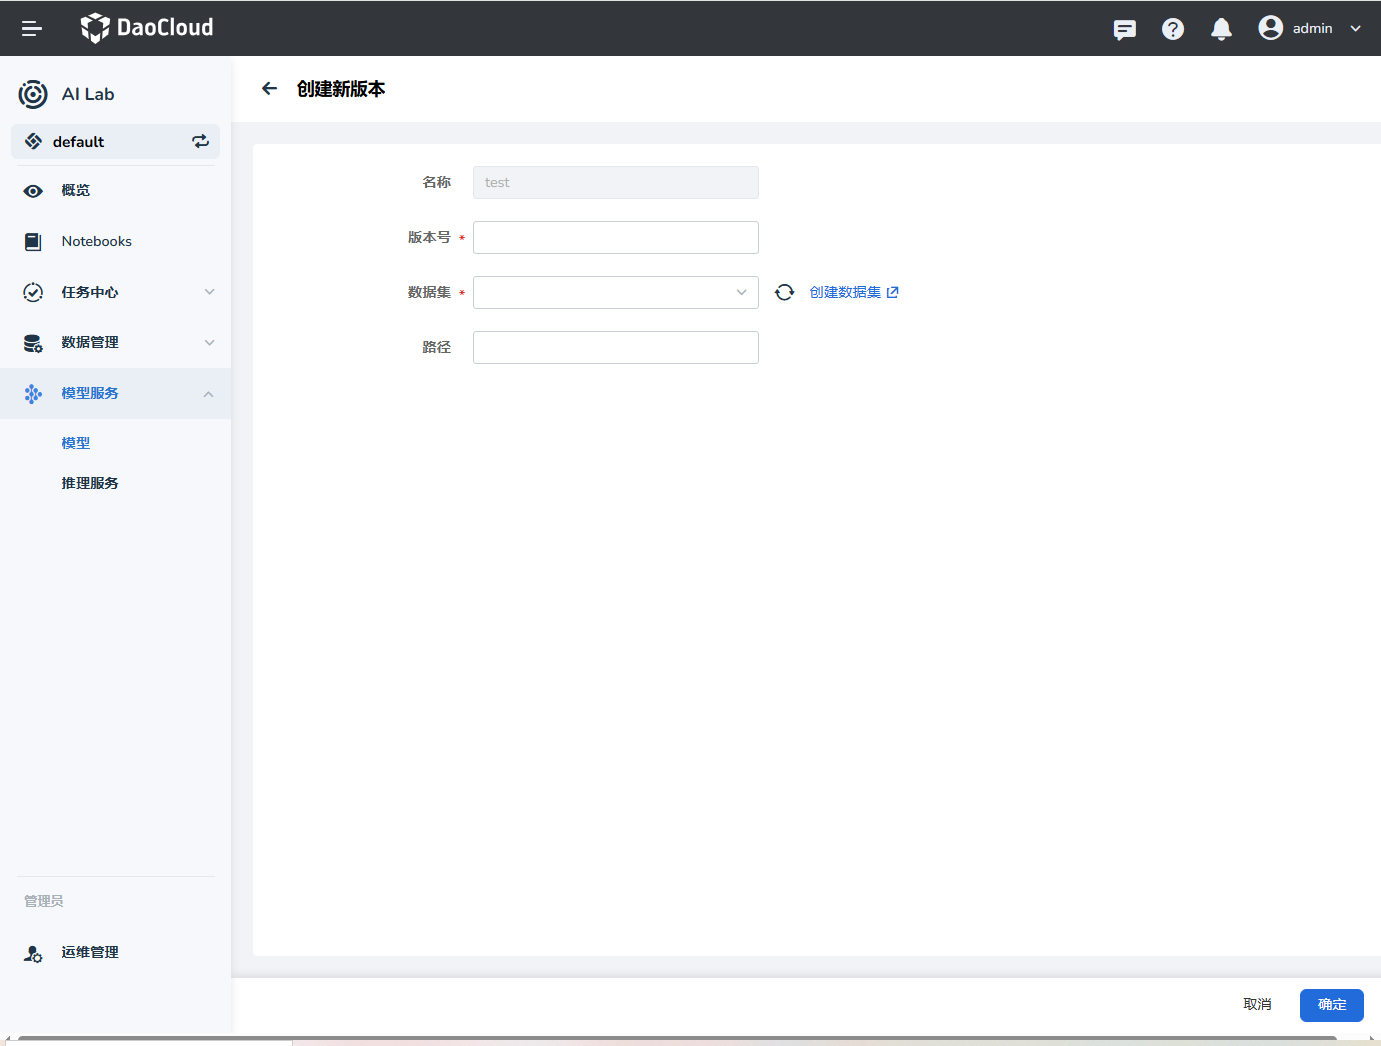 DaoCloud
admin
AI Lab
default
概览
Notebooks
任务中心
数据管理
模型服务
模型
推理服务
管理员
运维管理
创建新版本
名称 test
版本号 *
数据集 * 创建数据集
路径
取消 确定